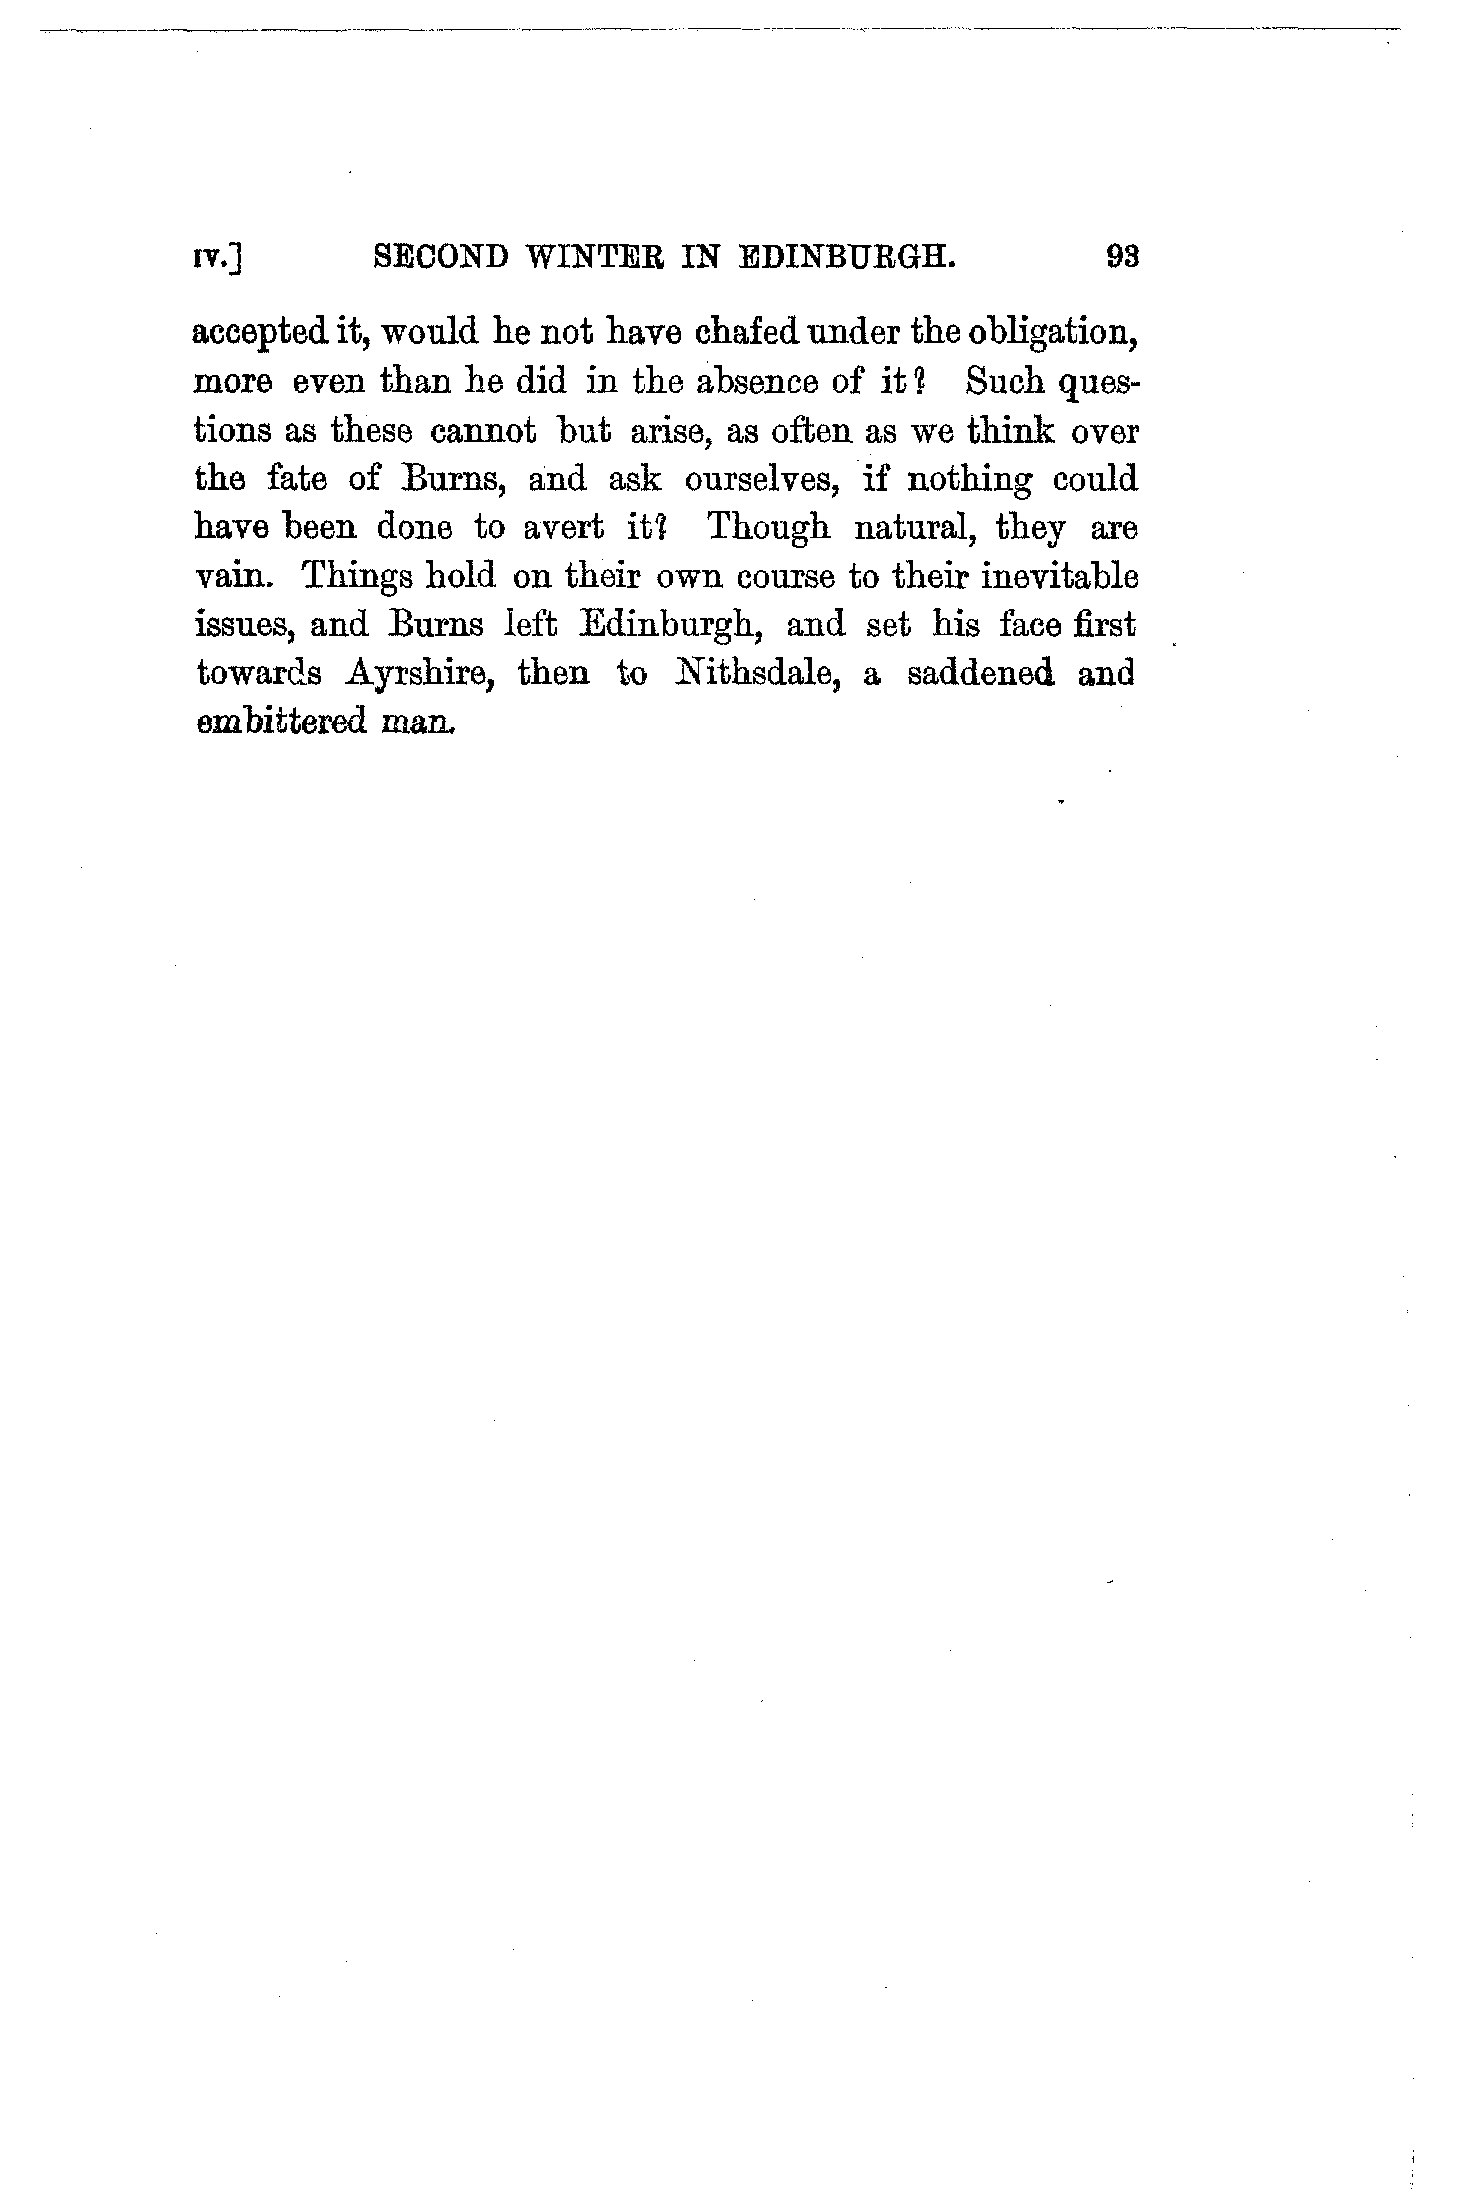 IV.] SECOND WINTER IN EDINBURGH. 93
accepted it, would he not have chafed under the obligation,
more even than he did in the absence of it? Such ques-
tions as these cannot but arise, as often as we think over
the fate of Burns, and ask ourselves, if nothing could
have been done to avert it? Though natural, they are
vain. Things hold on their own course to their inevitable
issues, and Burns left Edinburgh, and set his face first
towards Ayrshire, then to Nithsdale, a saddened and
embittered man.